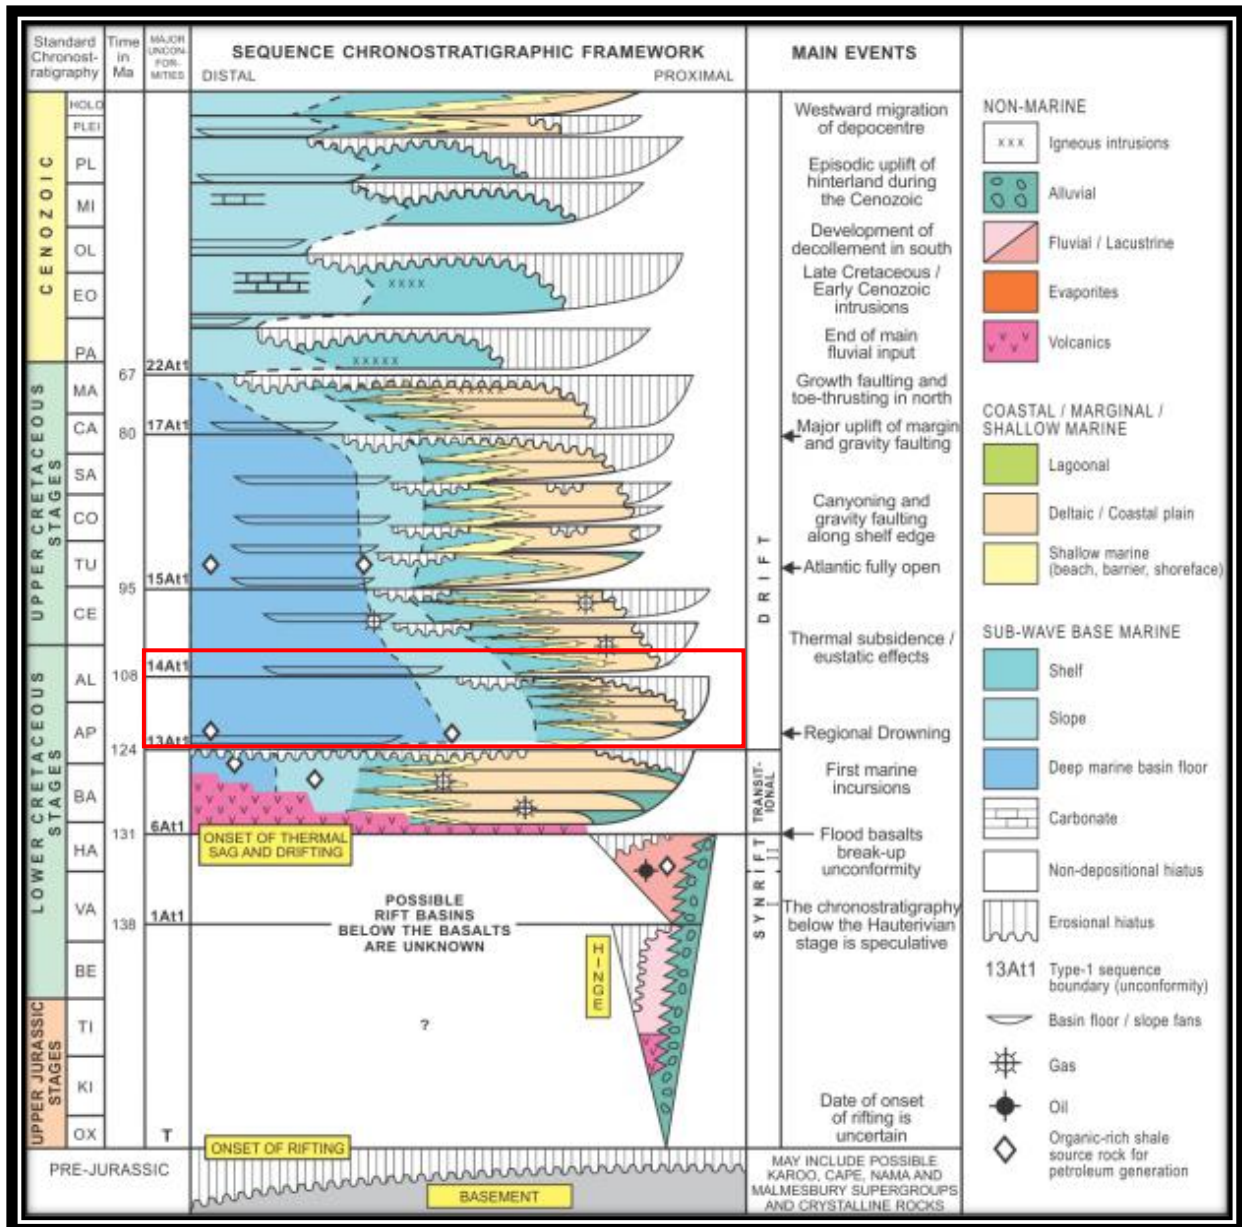 Standard
Chronost-
ratigraphy
Time
in
Ma
MAJOR
UNCON-
FOR-
MITIES
SEQUENCE CHRONOSTRATIGRAPHIC FRAMEWORK
DISTAL
PROXIMAL
MAIN EVENTS
CENOZOIC
HOLO
PLEI
PL
MI
OL
EO
PA
UPPER CRETACEOUS
STAGES
MA
CA
SA
CO
TU
CE
LOWER CRETACEOUS
STAGES
AL
AP
BA
HA
VA
BE
UPPER JURASSIC
STAGES
TI
KI
OX
PRE-JURASSIC
67
80
95
108
124
131
138
22At1
17At1
15At1
14At1
13At1
6At1
1At1
T
xxxx
xxxxx
xxxxx
ONSET OF THERMAL
SAG AND DRIFTING
POSSIBLE
RIFT BASINS
BELOW THE BASALTS
ARE UNKNOWN
HINGE
?
ONSET OF RIFTING
BASEMENT
DRIFT
TRANSIT-
IONAL
SYNRIFT
II
I
Westward migration
of depocentre
Episodic uplift of
hinterland during
the Cenozoic
Development of
decollement in south
Late Cretaceous /
Early Cenozoic
intrusions
End of main
fluvial input
Growth faulting and
toe-thrusting in north
Major uplift of margin
and gravity faulting
Canyoning and
gravity faulting
along shelf edge
Atlantic fully open
Thermal subsidence /
eustatic effects
Regional Drowning
First marine
incursions
Flood basalts
break-up
unconformity
The chronostratigraphy
below the Hauterivian
stage is speculative
Date of onset
of rifting is
uncertain
MAY INCLUDE POSSIBLE
KAROO, CAPE, NAMA AND
MALMESBURY SUPERGROUPS
AND CRYSTALLINE ROCKS
NON-MARINE
xxx
Igneous intrusions
Alluvial
Fluvial / Lacustrine
Evaporites
Volcanics
COASTAL / MARGINAL /
SHALLOW MARINE
Lagoonal
Deltaic / Coastal plain
Shallow marine
(beach, barrier, shoreface)
SUB-WAVE BASE MARINE
Shelf
Slope
Deep marine basin floor
Carbonate
Non-depositional hiatus
Erosional hiatus
13At1 Type-1 sequence
boundary (unconformity)
Basin floor / slope fans
Gas
Oil
Organic-rich shale
source rock for
petroleum generation